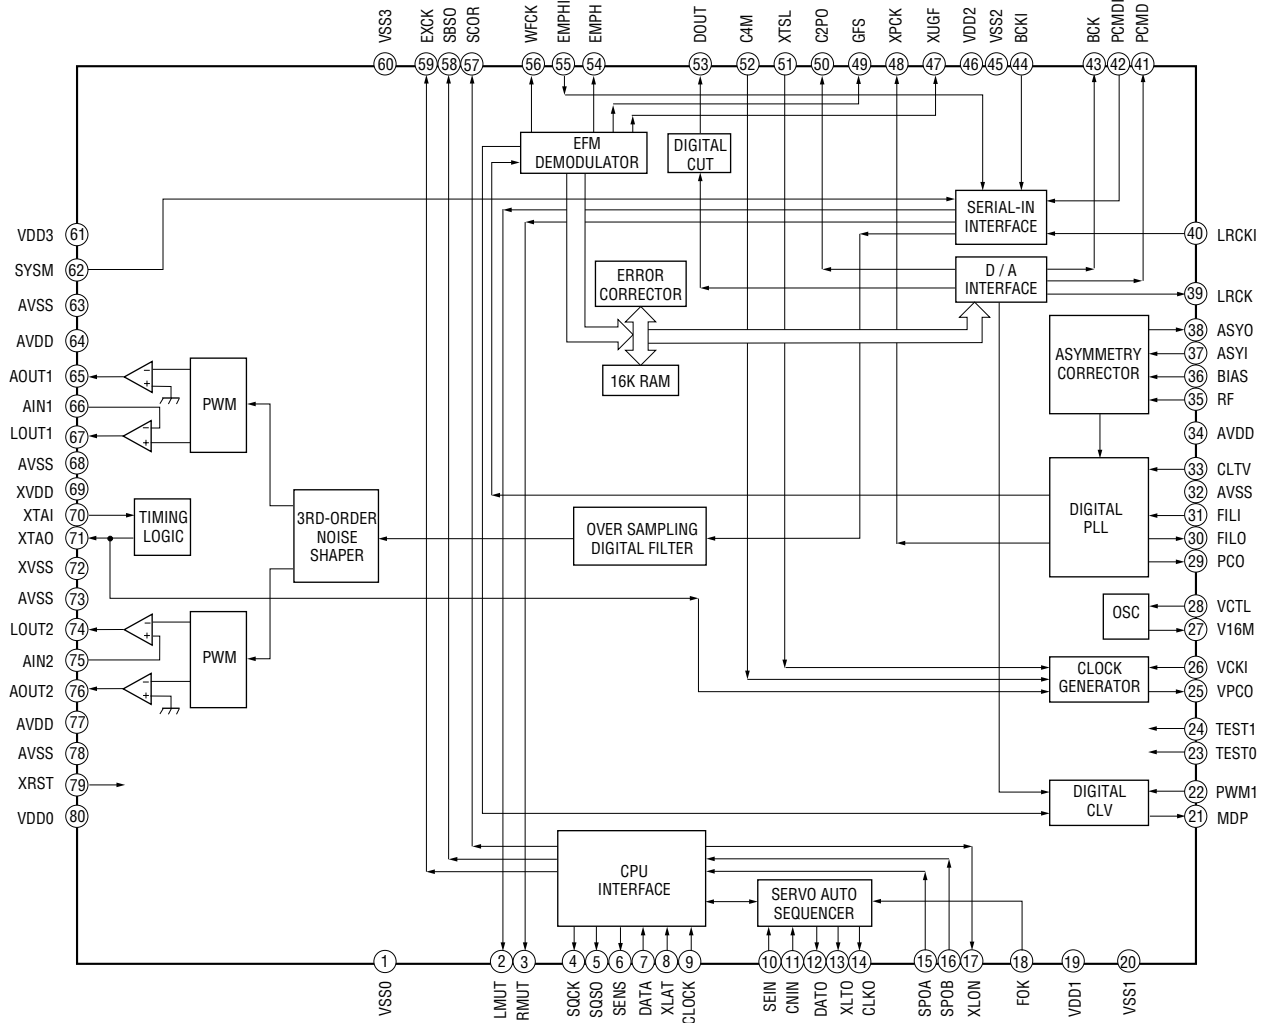 VSS3
EXCK
SBSO
SCOR
WFCK
EMPHI
EMPH
DOUT
C4M
XTSL
C2PO
GFS
XPCK
XUGF
VDD2
VSS2
BCKI
BCK
PCMDI
PCMD
60 59 58 57 56 55 54 53 52 51 50 49 48 47 46 45 44 43 42 41
EFM
DEMODULATOR
DIGITAL
CUT
SERIAL-IN
INTERFACE
D / A
INTERFACE
ERROR
CORRECTOR
16K RAM
ASYMMETRY
CORRECTOR
PWM
TIMING
LOGIC
3RD-ORDER
NOISE
SHAPER
OVER SAMPLING
DIGITAL FILTER
DIGITAL
PLL
OSC
PWM
CLOCK
GENERATOR
DIGITAL
CLV
CPU
INTERFACE
SERVO AUTO
SEQUENCER
− +
− +
− +
− +
VDD3 61
SYSM 62
AVSS 63
AVDD 64
AOUT1 65
AIN1 66
LOUT1 67
AVSS 68
XVDD 69
XTAI 70
XTAO 71
XVSS 72
AVSS 73
LOUT2 74
AIN2 75
AOUT2 76
AVDD 77
AVSS 78
XRST 79
VDD0 80
40 LRCKI
39 LRCK
38 ASYO
37 ASYI
36 BIAS
35 RF
34 AVDD
33 CLTV
32 AVSS
31 FILI
30 FILO
29 PCO
28 VCTL
27 V16M
26 VCKI
25 VPCO
24 TEST1
23 TEST0
22 PWM1
21 MDP
1 2 3 4 5 6 7 8 9 10 11 12 13 14 15 16 17 18 19 20
VSS0
LMUT
RMUT
SQCK
SQSO
SENS
DATA
XLAT
CLOCK
SEIN
CNIN
DATO
XLTO
CLKO
SPOA
SPOB
XLON
FOK
VDD1
VSS1